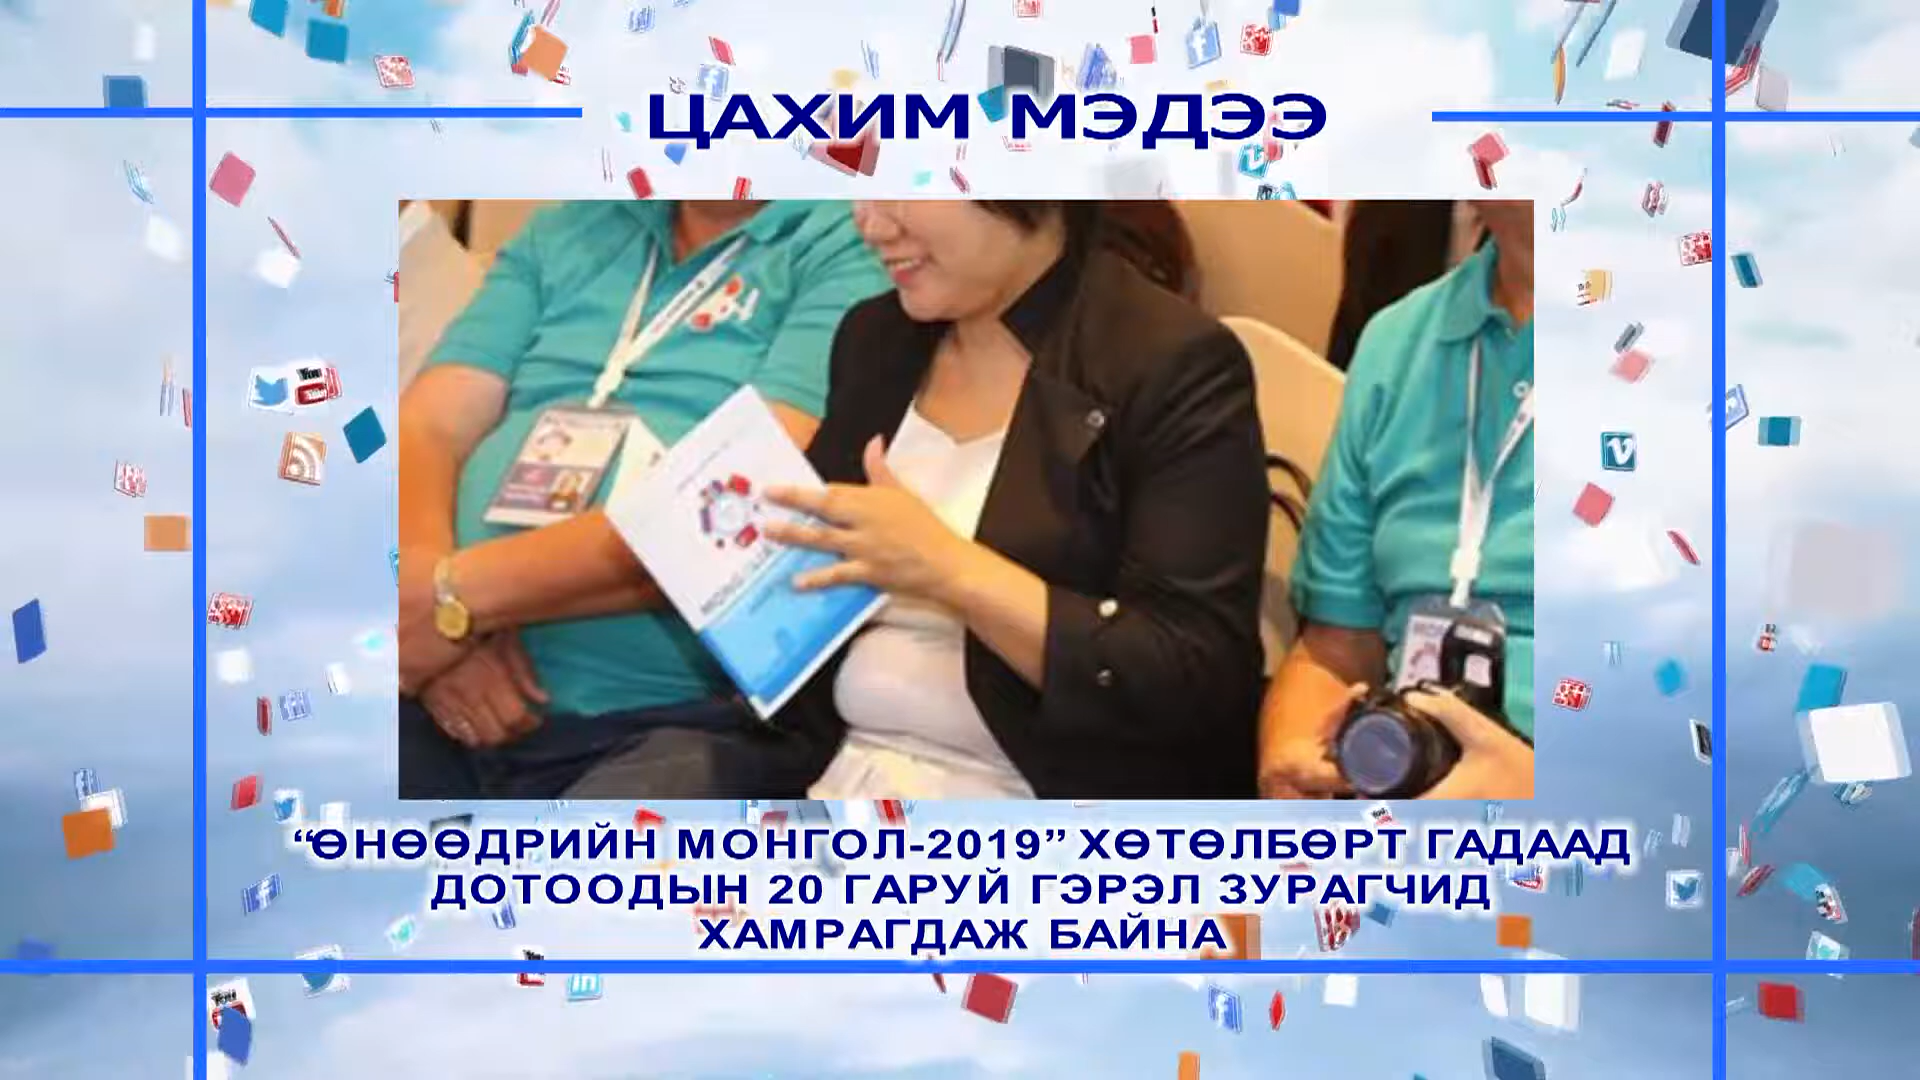 ЦАХИМ МЭДЭЭ
“ӨНӨӨДРИЙН МОНГОЛ-2019” ХӨТӨЛБӨРТ ГАДААД
ДОТООДЫН 20 ГАРУЙ ГЭРЭЛ ЗУРАГЧИД
ХАМРАГДАЖ БАЙНА